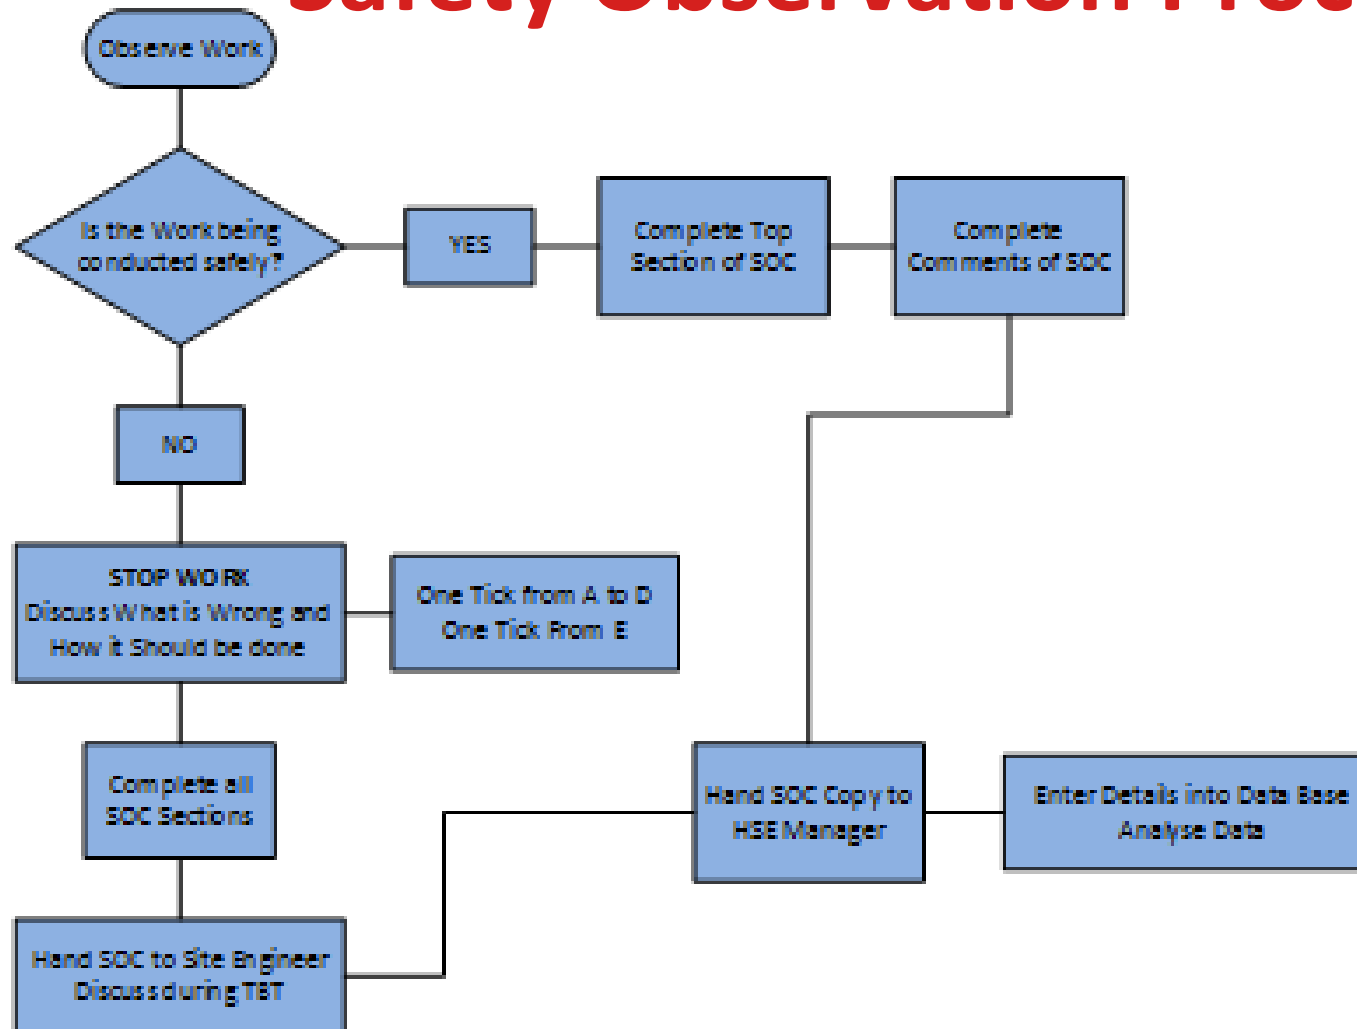 Safety Observation Proc
Observe Work
Is the Work being
conducted safely?
YES
Complete Top
Section of SOC
Complete
Comments of SOC
NO
STOP WORK
Discuss What is Wrong and
How it Should be done
One Tick from A to D
One Tick From E
Complete all
SOC Sections
Hand SOC Copy to
HSE Manager
Enter Details into Data Base
Analyse Data
Hand SOC to Site Engineer
Discuss during TBT